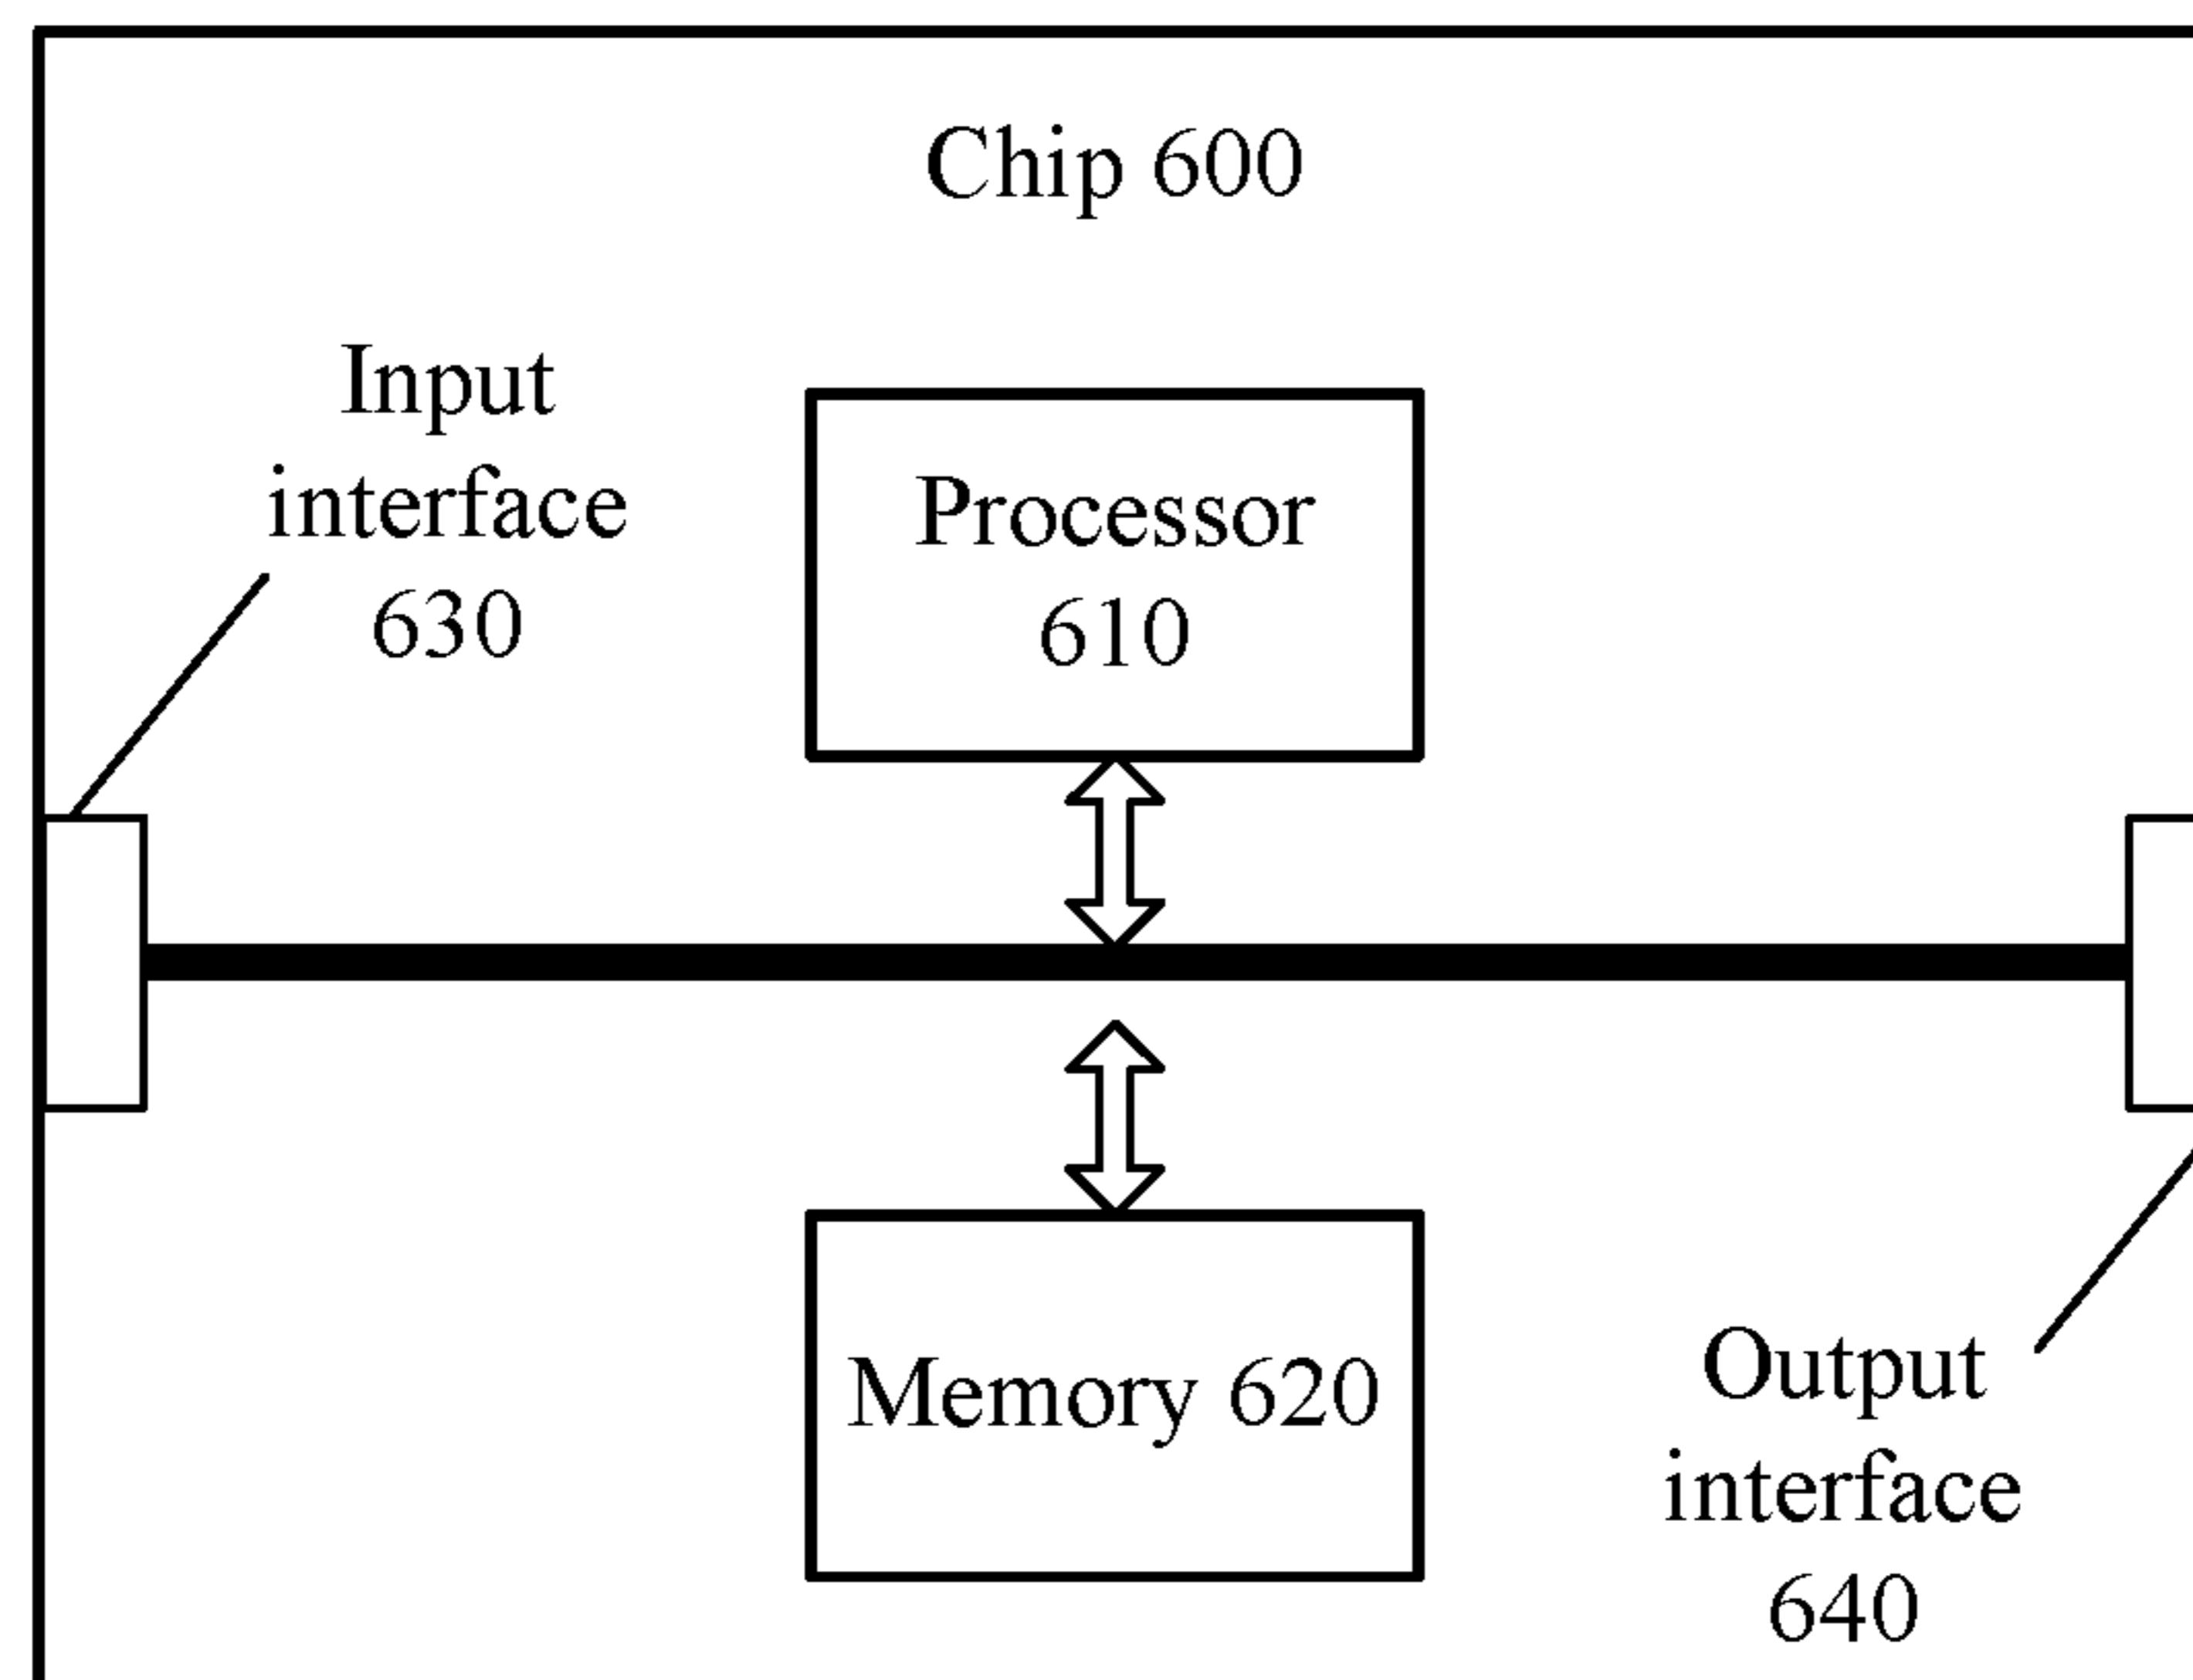 Chip 600
Input
interface
630
Processor
610
Memory 620
Output
interface
640